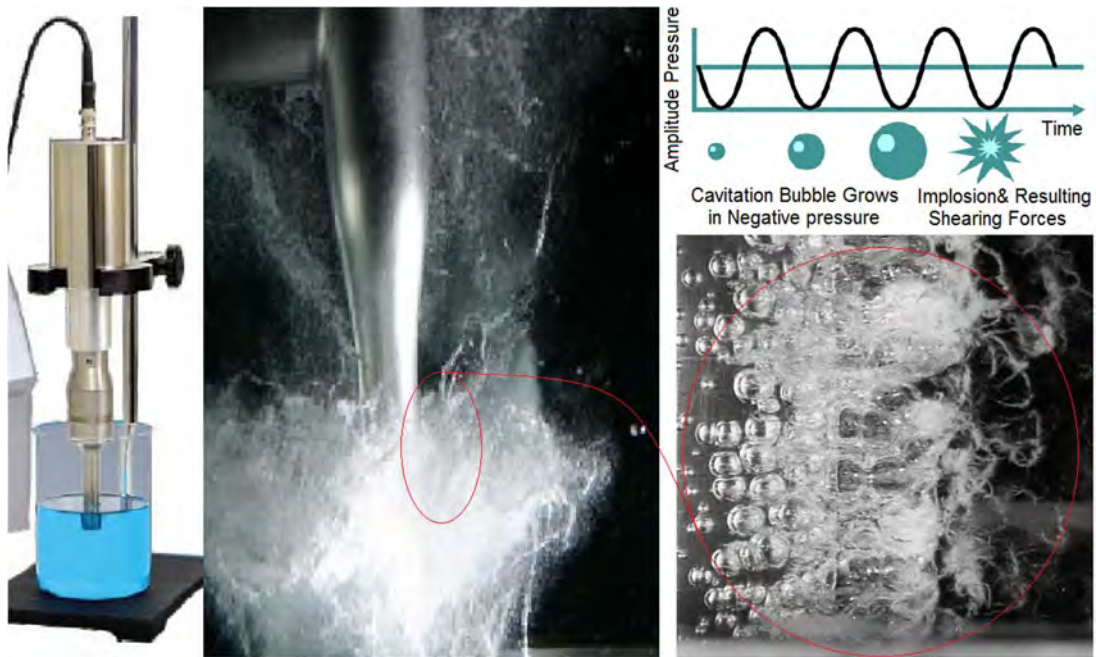 Amplitude Pressure
Time
Cavitation Bubble Grows
in Negative pressure
Implosion& Resulting
Shearing Forces